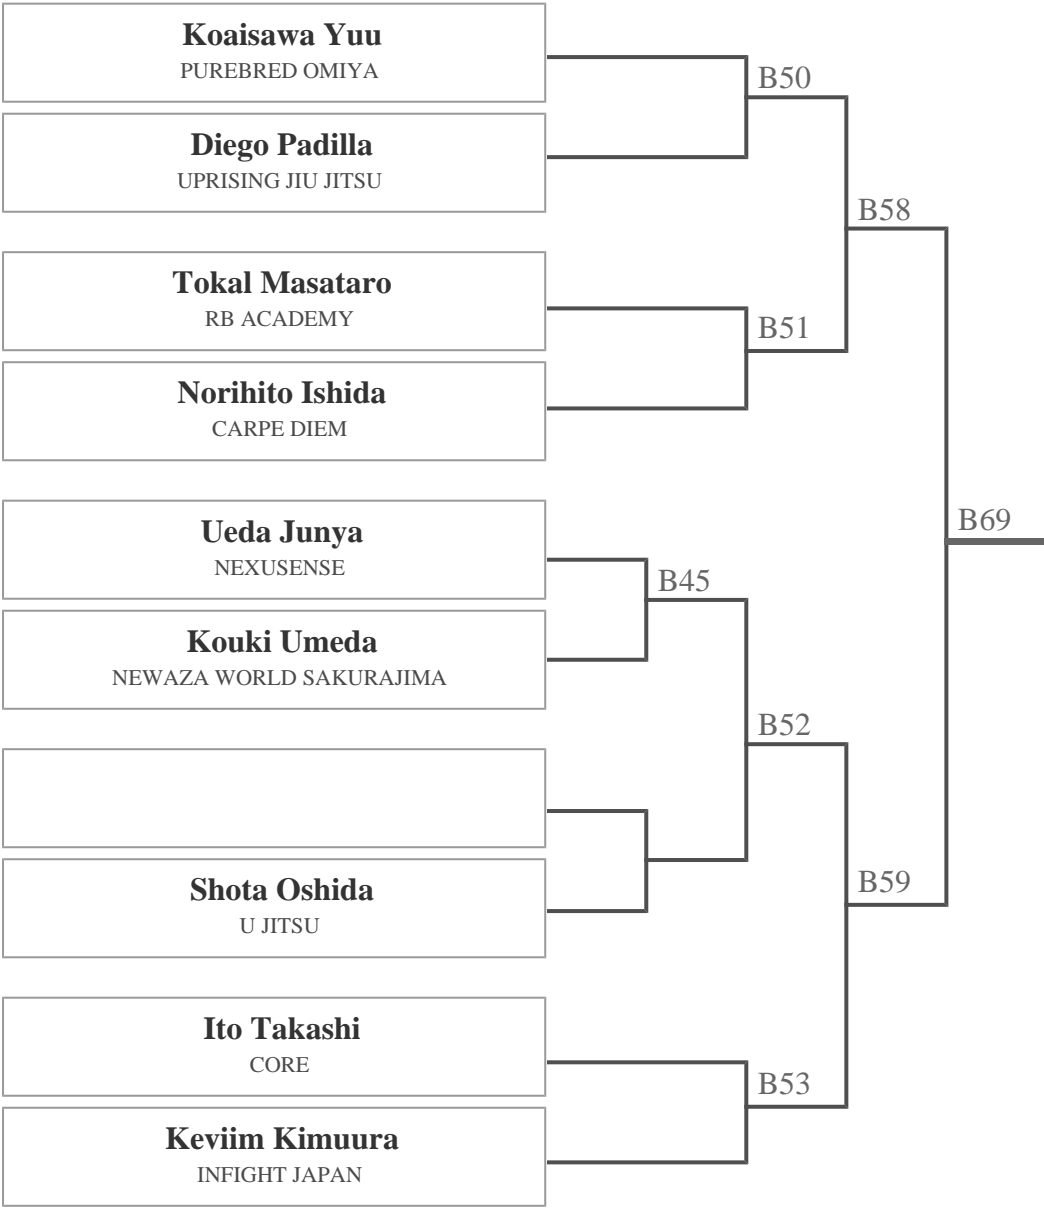 Koaisawa Yuu
PUREBRED OMIYA
B50
Diego Padilla
UPRISING JIU JITSU
B58
Tokal Masataro
RB ACADEMY
B51
Norihito Ishida
CARPE DIEM
B69
Ueda Junya
NEXUSENSE
B45
Kouki Umeda
NEWAZA WORLD SAKURAJIMA
B52
Shota Oshida
U JITSU
B59
Ito Takashi
CORE
B53
Keviim Kimuura
INFIGHT JAPAN